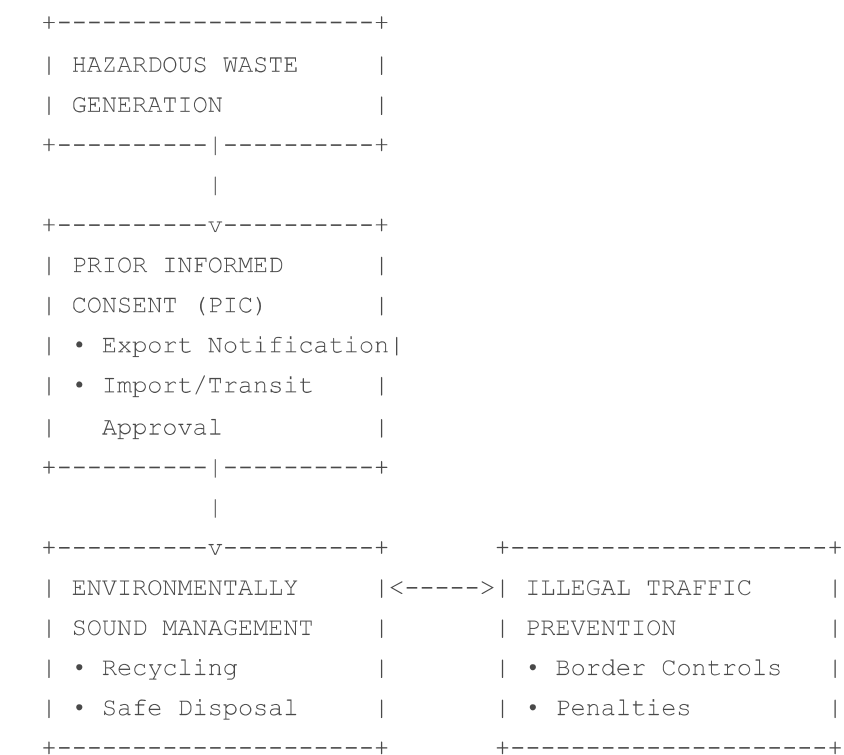 +---------------------+
| HAZARDOUS WASTE     |
| GENERATION          |
+----------|----------+
           |
+----------v----------+
| PRIOR INFORMED      |
| CONSENT (PIC)       |
| • Export Notification|
| • Import/Transit    |
|   Approval          |
+----------|----------+
           |
+----------v----------+       +---------------------+
| ENVIRONMENTALLY     |<----->| ILLEGAL TRAFFIC     |
| SOUND MANAGEMENT    |       | PREVENTION          |
| • Recycling         |       | • Border Controls   |
| • Safe Disposal     |       | • Penalties         |
+---------------------+       +---------------------+